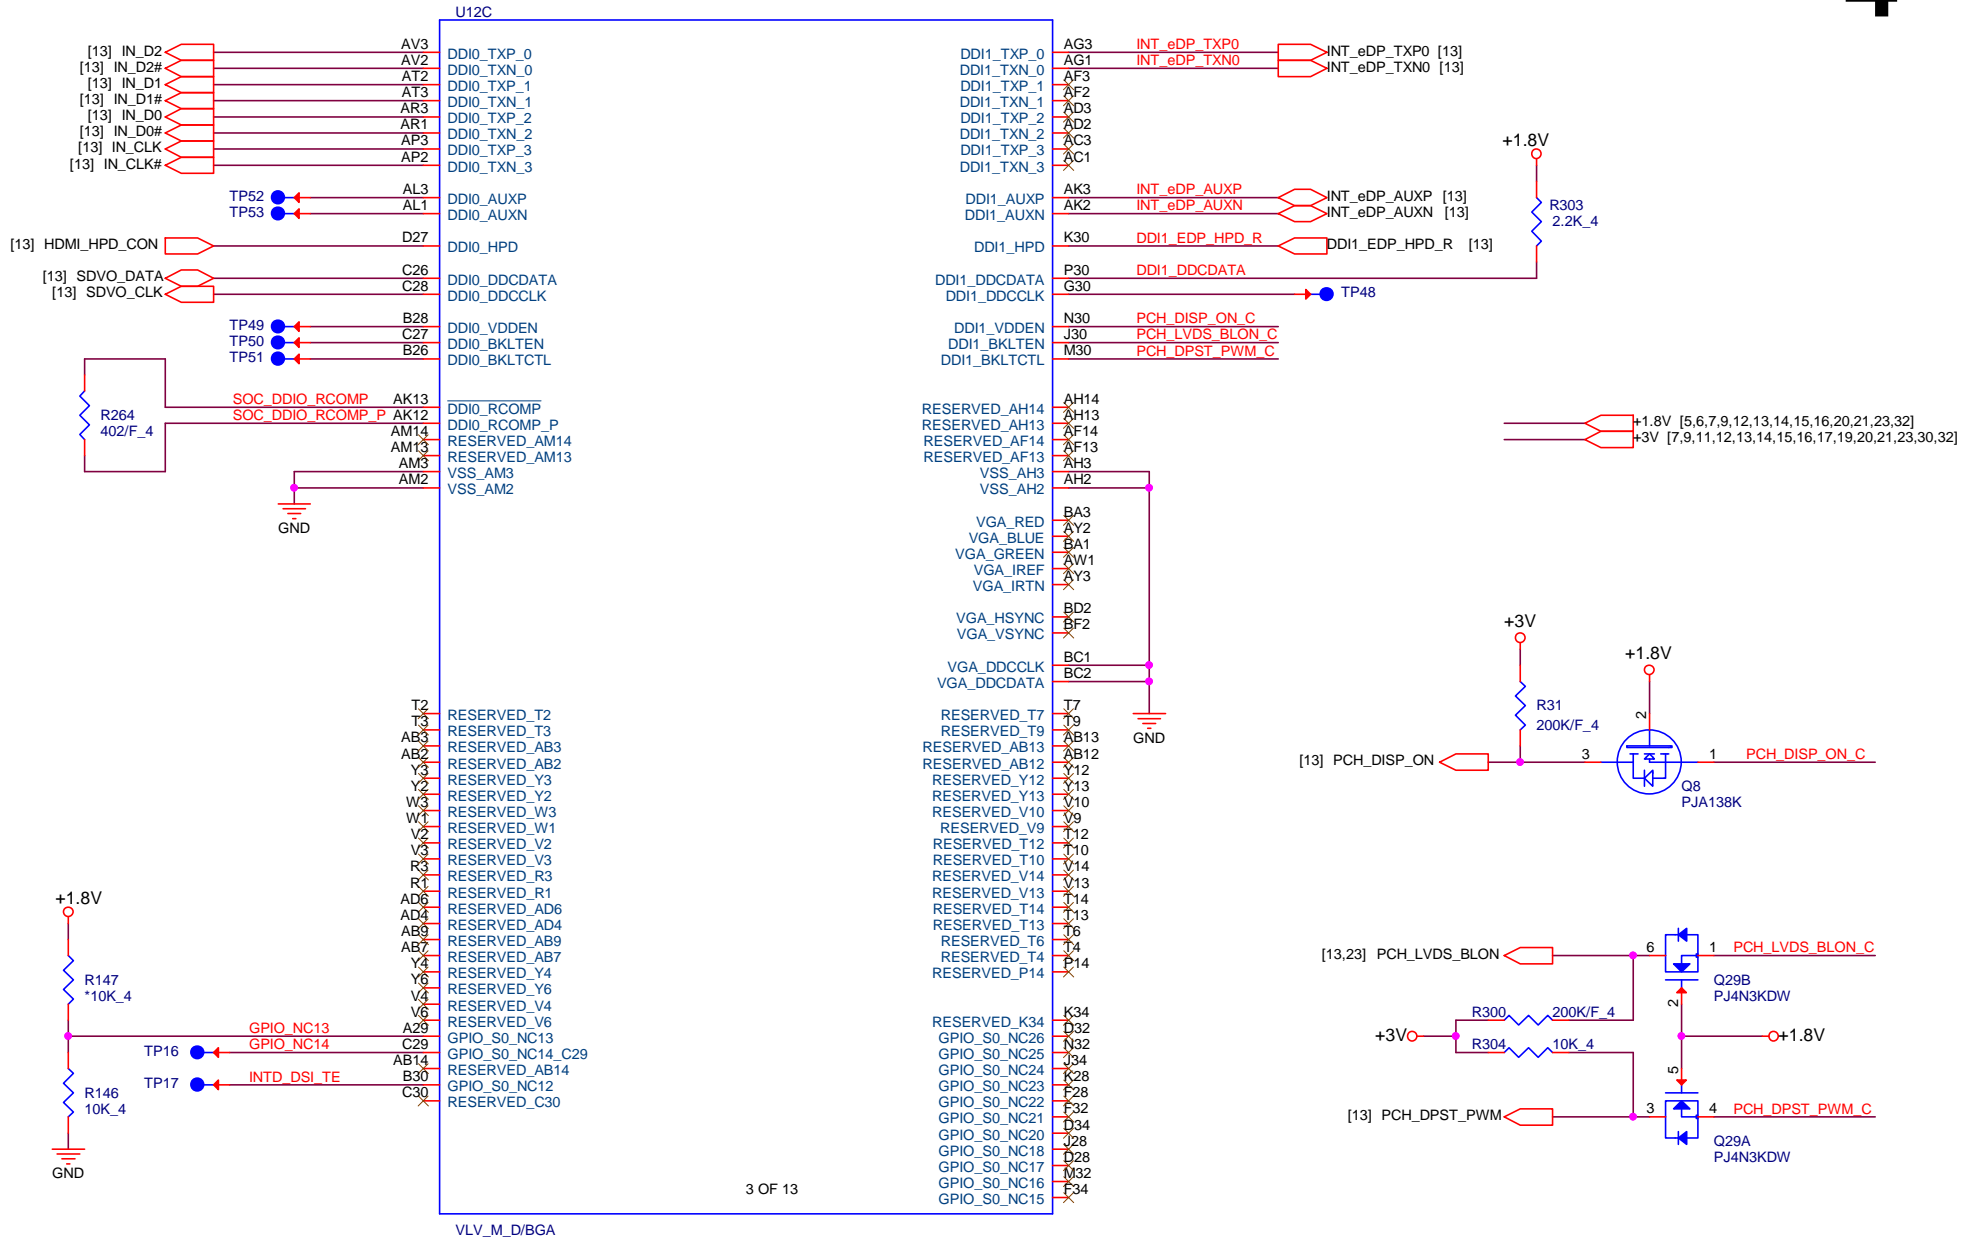 U12C
[13] IN_D2
[13] IN_D2#
[13] IN_D1
[13] IN_D1#
[13] IN_D0
[13] IN_D0#
[13] IN_CLK
[13] IN_CLK#
AV3 DDI0_TXP_0
AV2 DDI0_TXN_0
AT2 DDI0_TXP_1
AT3 DDI0_TXN_1
AR3 DDI0_TXP_2
AR1 DDI0_TXN_2
AP3 DDI0_TXP_3
AP2 DDI0_TXN_3
TP52 AL3 DDI0_AUXP
TP53 AL1 DDI0_AUXN
[13] HDMI_HPD_CON D27 DDI0_HPD
[13] SDVO_DATA C26 DDI0_DDCDATA
[13] SDVO_CLK C28 DDI0_DDCCLK
TP49 B28 DDI0_VDDEN
TP50 C27 DDI0_BKLTEN
TP51 B26 DDI0_BKLTCTL
R264
402/F_4
SOC_DDIO_RCOMP AK13 DDI0_RCOMP
SOC_DDIO_RCOMP_P AK12 DDI0_RCOMP_P
AM14 RESERVED_AM14
AM13 RESERVED_AM13
AM3 VSS_AM3
AM2 VSS_AM2
GND
T2 RESERVED_T2
T3 RESERVED_T3
AB3 RESERVED_AB3
AB2 RESERVED_AB2
Y3 RESERVED_Y3
Y2 RESERVED_Y2
W3 RESERVED_W3
W1 RESERVED_W1
V2 RESERVED_V2
V3 RESERVED_V3
R3 RESERVED_R3
R1 RESERVED_R1
AD6 RESERVED_AD6
AD4 RESERVED_AD4
AB9 RESERVED_AB9
AB7 RESERVED_AB7
Y4 RESERVED_Y4
Y6 RESERVED_Y6
V4 RESERVED_V4
V6 RESERVED_V6
GPIO_NC13 A29 GPIO_S0_NC13
TP16 GPIO_NC14 C29 GPIO_S0_NC14_C29
AB14 RESERVED_AB14
TP17 INTD_DSI_TE B30 GPIO_S0_NC12
C30 RESERVED_C30
+1.8V
R147
*10K_4
R146
10K_4
GND
3 OF 13
VLV_M_D/BGA
DDI1_TXP_0 AG3 INT_eDP_TXP0 INT_eDP_TXP0 [13]
DDI1_TXN_0 AG1 INT_eDP_TXN0 INT_eDP_TXN0 [13]
DDI1_TXP_1 AF3
DDI1_TXN_1 AF2
DDI1_TXP_2 AD3
DDI1_TXN_2 AD2
DDI1_TXP_3 AC3
DDI1_TXN_3 AC1
DDI1_AUXP AK3 INT_eDP_AUXP INT_eDP_AUXP [13]
DDI1_AUXN AK2 INT_eDP_AUXN INT_eDP_AUXN [13]
DDI1_HPD K30 DDI1_EDP_HPD_R DDI1_EDP_HPD_R [13]
DDI1_DDCDATA P30 DDI1_DDCDATA
DDI1_DDCCLK G30 TP48
DDI1_VDDEN N30 PCH_DISP_ON_C
DDI1_BKLTEN J30 PCH_LVDS_BLON_C
DDI1_BKLTCTL M30 PCH_DPST_PWM_C
+1.8V
R303
2.2K_4
RESERVED_AH14 AH14
RESERVED_AH13 AH13
RESERVED_AF14 AF14
RESERVED_AF13 AF13
VSS_AH3 AH3
VSS_AH2 AH2
VGA_RED BA3
VGA_BLUE AY2
VGA_GREEN BA1
VGA_IREF AW1
VGA_IRTN AY3
VGA_HSYNC BD2
VGA_VSYNC BF2
VGA_DDCCLK BC1
VGA_DDCDATA BC2
GND
RESERVED_T7 T7
RESERVED_T9 T9
RESERVED_AB13 AB13
RESERVED_AB12 AB12
RESERVED_Y12 Y12
RESERVED_Y13 Y13
RESERVED_V10 V10
RESERVED_V9 V9
RESERVED_T12 T12
RESERVED_T10 T10
RESERVED_V14 V14
RESERVED_V13 V13
RESERVED_T14 T14
RESERVED_T13 T13
RESERVED_T6 T6
RESERVED_T4 T4
RESERVED_P14 P14
RESERVED_K34 K34
GPIO_S0_NC26 D32
GPIO_S0_NC25 N32
GPIO_S0_NC24 J34
GPIO_S0_NC23 K28
GPIO_S0_NC22 F28
GPIO_S0_NC21 F32
GPIO_S0_NC20 D34
GPIO_S0_NC18 J28
GPIO_S0_NC17 D28
GPIO_S0_NC16 M32
GPIO_S0_NC15 F34
+1.8V [5,6,7,9,12,13,14,15,16,20,21,23,32]
+3V [7,9,11,12,13,14,15,16,17,19,20,21,23,30,32]
+3V
+1.8V
R31
200K/F_4
2
[13] PCH_DISP_ON 3 1 PCH_DISP_ON_C
Q8
PJA138K
[13,23] PCH_LVDS_BLON 6 1 PCH_LVDS_BLON_C
Q29B
PJ4N3KDW
2
R300 200K/F_4
+3V +1.8V
R304 10K_4
5
[13] PCH_DPST_PWM 3 4 PCH_DPST_PWM_C
Q29A
PJ4N3KDW